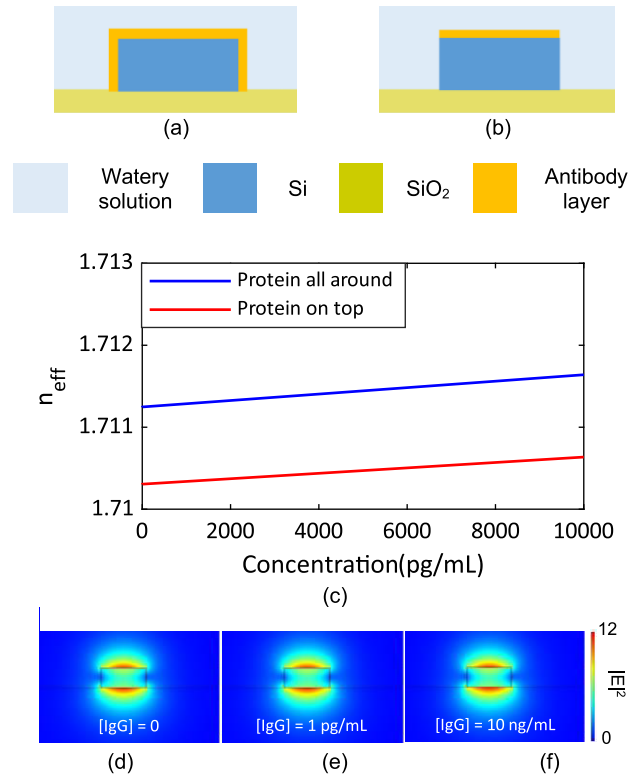 (a)
(b)
Watery solution
Si
SiO₂
Antibody layer
1.713
1.712
1.711
1.71
n_eff
Protein all around
Protein on top
0
2000
4000
6000
8000
10000
Concentration(pg/mL)
(c)
[IgG] = 0
[IgG] = 1 pg/mL
[IgG] = 10 ng/mL
12
|E|²
0
(d)
(e)
(f)